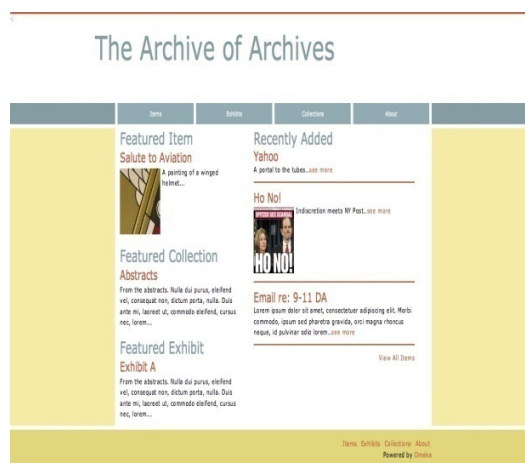 The Archive of Archives
Items Exhibits Collections About
Featured Item
Salute to Aviation
A painting of a winged
helmet...
Featured Collection
Abstracts
From the abstracts. Nulla dui purus, eleifend
vel, consequat non, dictum porta, nulla. Duis
ante mi, laoreet ut, commodo eleifend, cursus
nec, lorem...
Featured Exhibit
Exhibit A
From the abstracts. Nulla dui purus, eleifend
vel, consequat non, dictum porta, nulla. Duis
ante mi, laoreet ut, commodo eleifend, cursus
nec, lorem...
Recently Added
Yahoo
A portal to the tubes..see more
Ho No!
SPITZER SEX SCANDAL
HO NO!
Indiscretion meets NY Post..see more
Email re: 9-11 DA
Lorem ipsum dolor sit amet, consectetuer adipiscing elit. Morbi
commodo, ipsum sed pharetra gravida, orci magna rhoncus
neque, id pulvinar odio lorem..see more
View All Items
Items Exhibits Collections About
Powered by Omeka